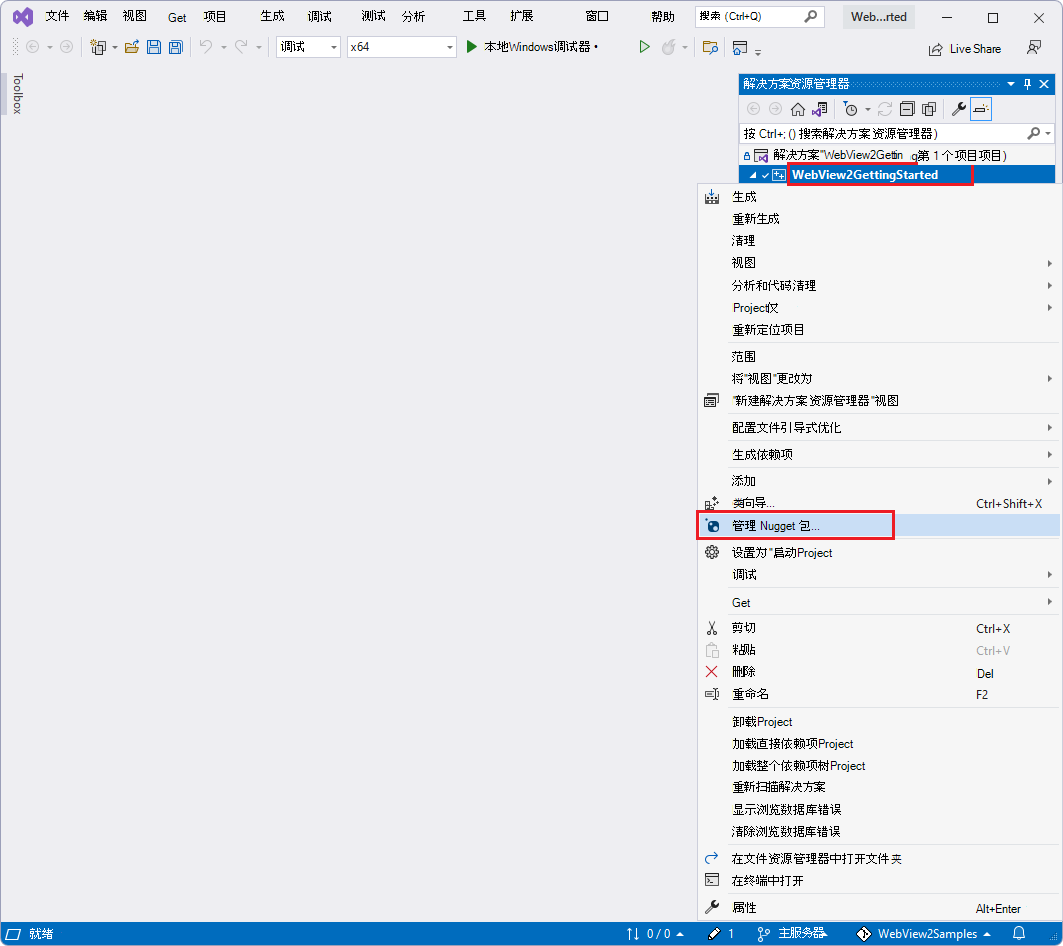 文件 编辑 视图 Get 项目 生成 调试 测试 分析 工具 扩展 窗口 帮助 搜索 (Ctrl+Q) Web...rted
调试 x64 本地Windows调试器 Live Share
Toolbox
解决方案资源管理器
按 Ctrl+; () 搜索解决方案资源管理器)
解决方案"WebView2Gettin g第 1 个项目项目)
WebView2GettingStarted
生成
重新生成
清理
视图
分析和代码清理
Project仅
重新定位项目
范围
将"视图"更改为
"新建解决方案资源管理器"视图
配置文件引导式优化
生成依赖项
添加
类向导... Ctrl+Shift+X
管理 Nugget 包...
设置为"启动Project
调试
Get
剪切 Ctrl+X
粘贴 Ctrl+V
删除 Del
重命名 F2
卸载Project
加载直接依赖项Project
加载整个依赖项树Project
重新扫描解决方案
显示浏览数据库错误
清除浏览数据库错误
在文件资源管理器中打开文件夹
在终端中打开
属性 Alt+Enter
就绪 0 / 0 1 主服务器 WebView2Samples